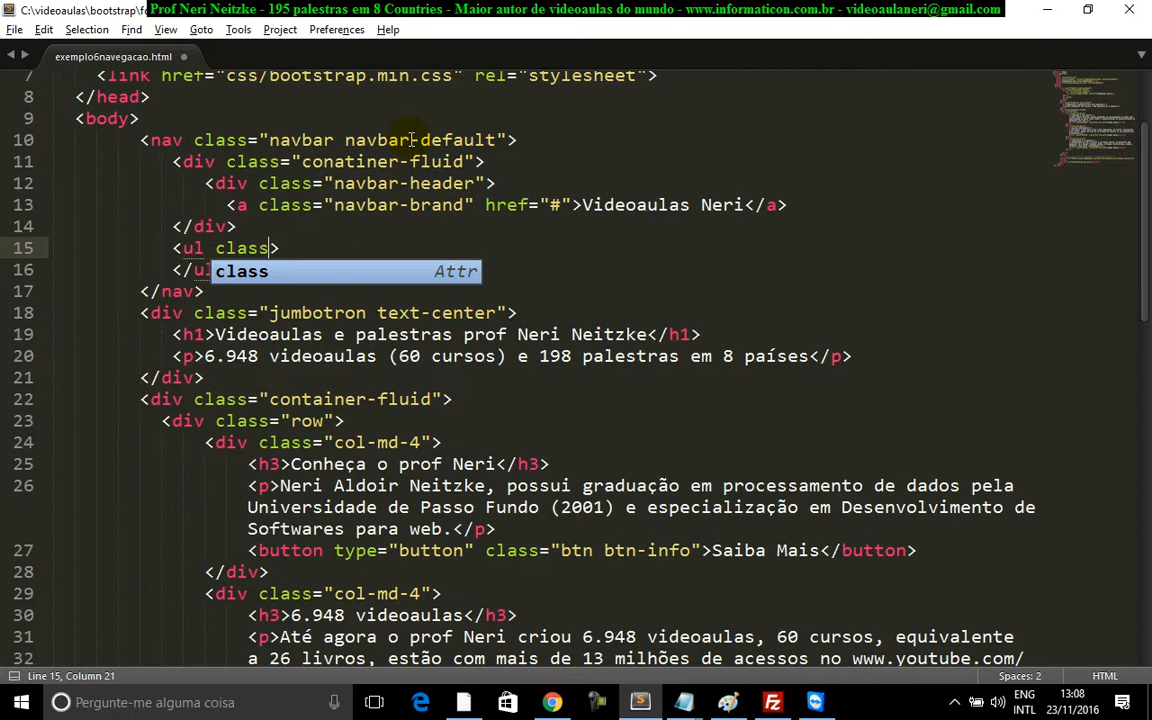 C:\videoaulas\bootstrap\fo
Prof Neri Neitzke - 195 palestras em 8 Countries - Maior autor de videoaulas do mundo - www.informaticon.com.br - videoaulaneri@gmail.com
File Edit Selection Find View Goto Tools Project Preferences Help
exemplo6navegacao.html
7 <link href="css/bootstrap.min.css" rel="stylesheet">
8 </head>
9 <body>
10 <nav class="navbar navbar-default">
11 <div class="conatiner-fluid">
12 <div class="navbar-header">
13 <a class="navbar-brand" href="#">Videoaulas Neri</a>
14 </div>
15 <ul class>
16 </ul
class Attr
17 </nav>
18 <div class="jumbotron text-center">
19 <h1>Videoaulas e palestras prof Neri Neitzke</h1>
20 <p>6.948 videoaulas (60 cursos) e 198 palestras em 8 países</p>
21 </div>
22 <div class="container-fluid">
23 <div class="row">
24 <div class="col-md-4">
25 <h3>Conheça o prof Neri</h3>
26 <p>Neri Aldoir Neitzke, possui graduação em processamento de dados pela
Universidade de Passo Fundo (2001) e especialização em Desenvolvimento de
Softwares para web.</p>
27 <button type="button" class="btn btn-info">Saiba Mais</button>
28 </div>
29 <div class="col-md-4">
30 <h3>6.948 videoaulas</h3>
31 <p>Até agora o prof Neri criou 6.948 videoaulas, 60 cursos, equivalente
32 a 26 livros, estão com mais de 13 milhões de acessos no www.youtube.com/
Line 15, Column 21 Spaces: 2 HTML
Pergunte-me alguma coisa
ENG 13:08
INTL 23/11/2016